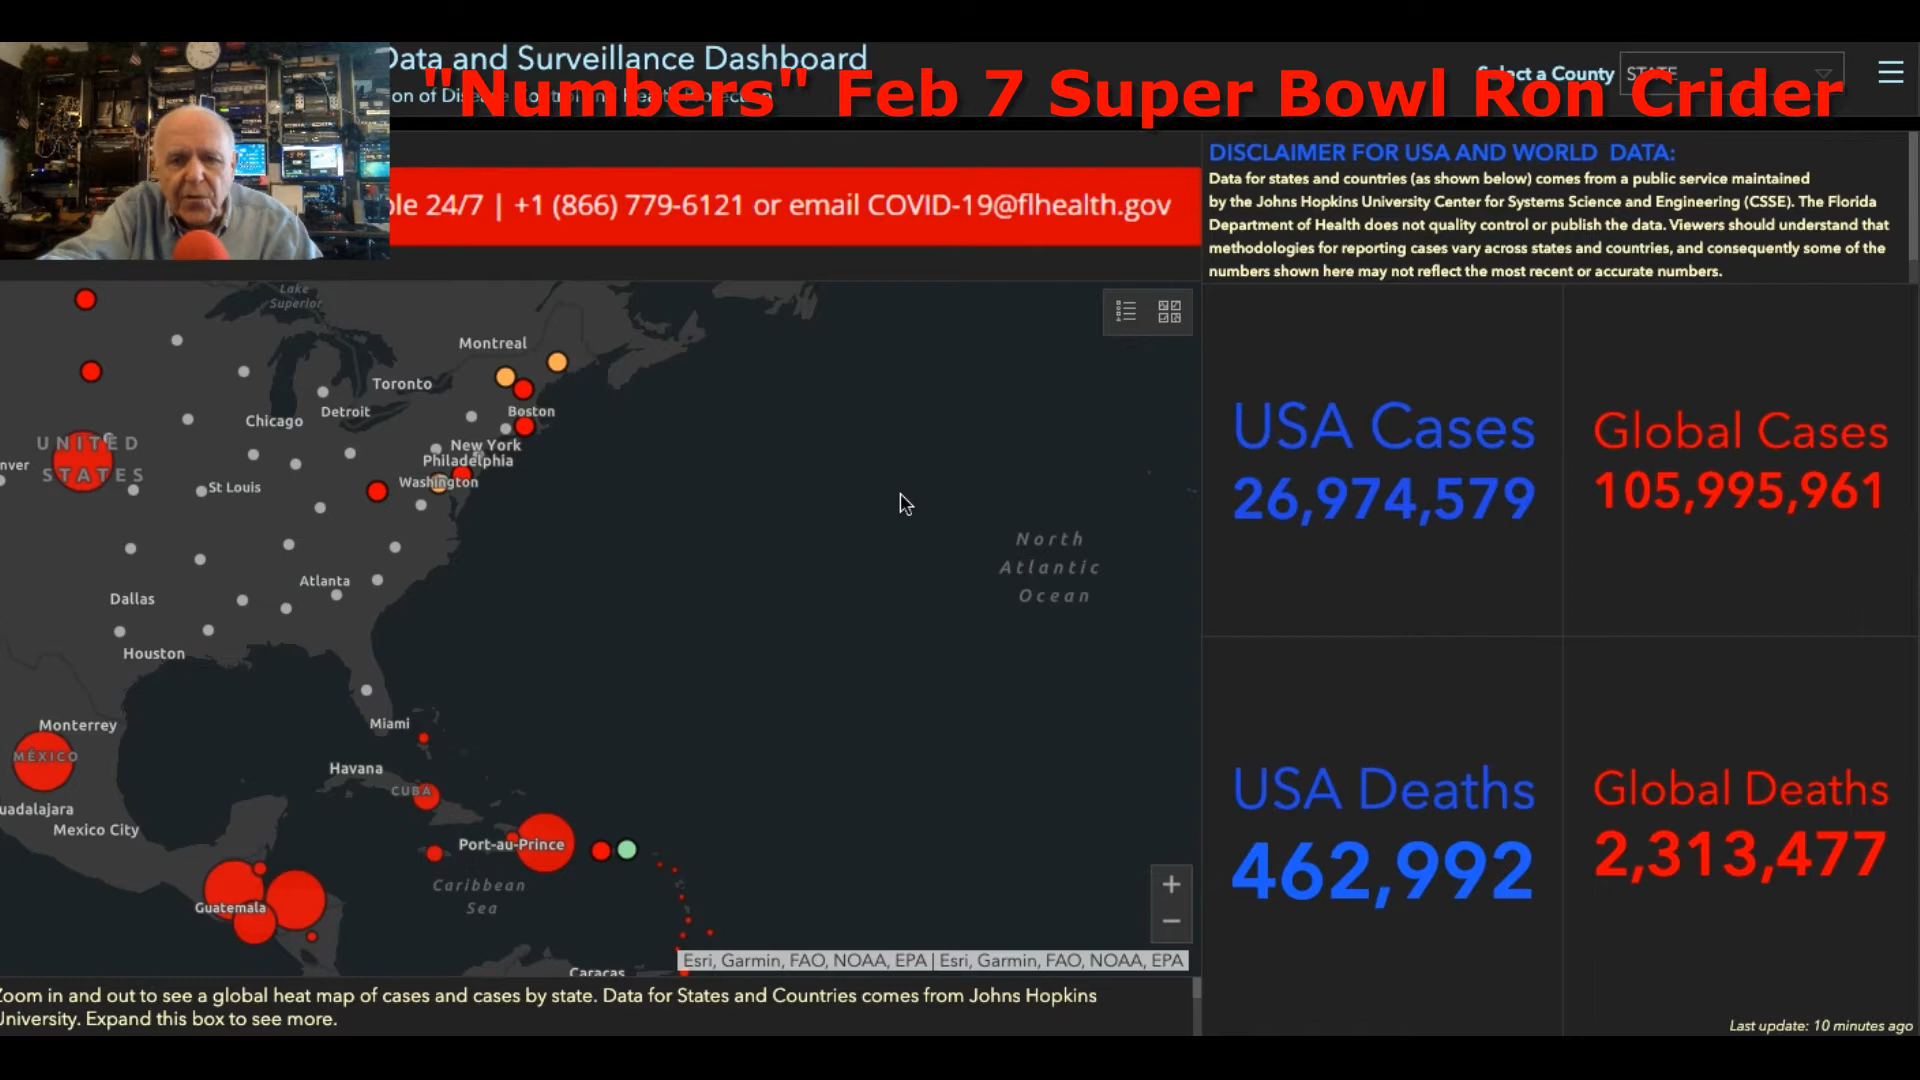 Data and Surveillance Dashboard
"Numbers" Feb 7 Super Bowl Ron Crider
Select a County
STATE
ole 24/7 | +1 (866) 779-6121 or email COVID-19@flhealth.gov
DISCLAIMER FOR USA AND WORLD DATA:
Data for states and countries (as shown below) comes from a public service maintained
by the Johns Hopkins University Center for Systems Science and Engineering (CSSE). The Florida
Department of Health does not quality control or publish the data. Viewers should understand that
methodologies for reporting cases vary across states and countries, and consequently some of the
numbers shown here may not reflect the most recent or accurate numbers.
Lake
Superior
Montreal
Toronto
Detroit
Boston
Chicago
New York
UNITED
STATES
Philadelphia
nver
Washington
St Louis
North
Atlantic
Ocean
Atlanta
Dallas
Houston
Miami
Monterrey
MÉXICO
Havana
CUBA
uadalajara
Mexico City
Port-au-Prince
Caribbean
Sea
Guatemala
Caracas
Esri, Garmin, FAO, NOAA, EPA | Esri, Garmin, FAO, NOAA, EPA
USA Cases
26,974,579
Global Cases
105,995,961
USA Deaths
462,992
Global Deaths
2,313,477
Zoom in and out to see a global heat map of cases and cases by state. Data for States and Countries comes from Johns Hopkins
University. Expand this box to see more.
Last update: 10 minutes ago